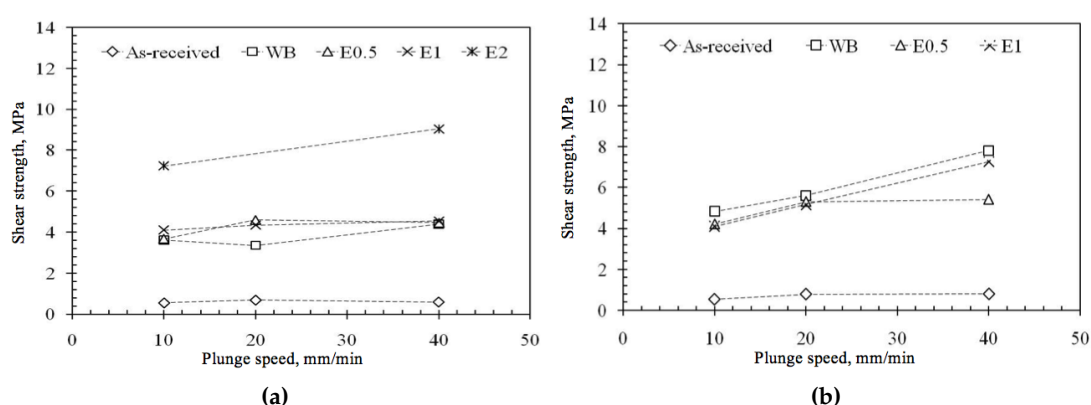 14
12
10
8
6
4
2
0
Shear strength, MPa
As-received WB E0.5 E1 E2
0 10 20 30 40 50
Plunge speed, mm/min
(a)
14
12
10
8
6
4
2
0
Shear strength, MPa
As-received WB E0.5 E1
0 10 20 30 40 50
Plunge speed, mm/min
(b)